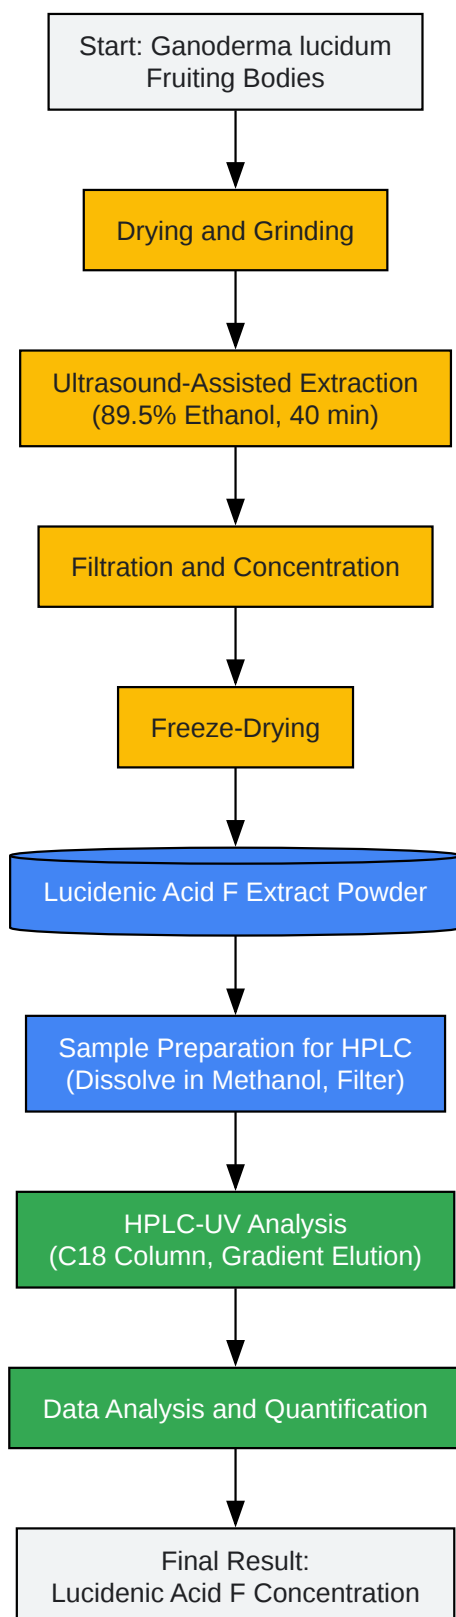 Start: Ganoderma lucidum
Fruiting Bodies
Drying and Grinding
Ultrasound-Assisted Extraction
(89.5% Ethanol, 40 min)
Filtration and Concentration
Freeze-Drying
Lucidenic Acid F Extract Powder
Sample Preparation for HPLC
(Dissolve in Methanol, Filter)
HPLC-UV Analysis
(C18 Column, Gradient Elution)
Data Analysis and Quantification
Final Result:
Lucidenic Acid F Concentration